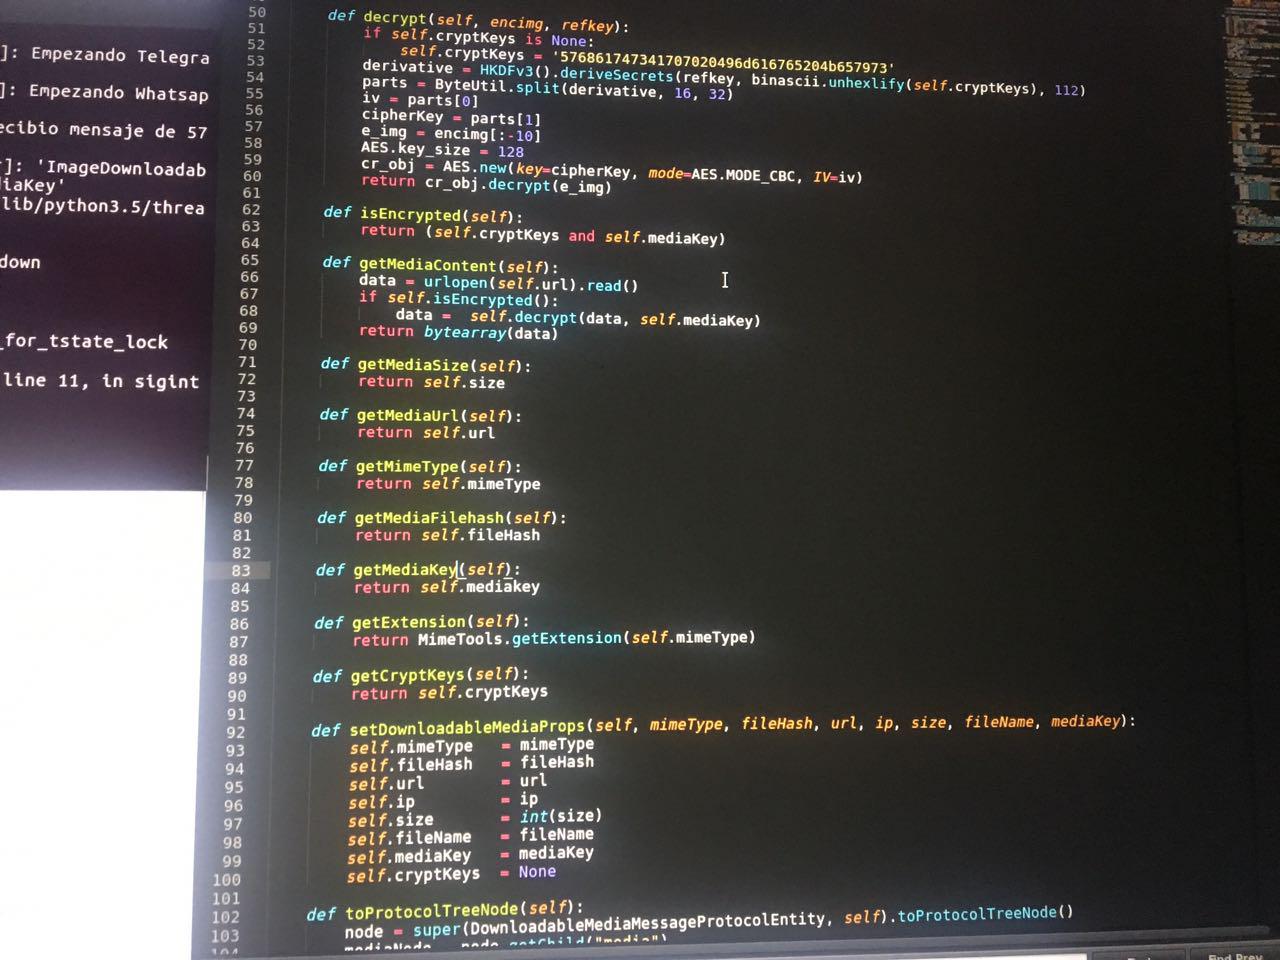 ]: Empezando Telegra
]: Empezando Whatsap
ecibio mensaje de 57
]: 'ImageDownloadab
iaKey'
lib/python3.5/threa
down
_for_tstate_lock
line 11, in sigint
50
51 def decrypt(self, encimg, refkey):
52 if self.cryptKeys is None:
53 self.cryptKeys = '576861747341707020496d616765204b657973'
54 derivative = HKDFv3().deriveSecrets(refkey, binascii.unhexlify(self.cryptKeys), 112)
55 parts = ByteUtil.split(derivative, 16, 32)
56 iv = parts[0]
57 cipherKey = parts[1]
58 e_img = encimg[:-10]
59 AES.key_size = 128
60 cr_obj = AES.new(key=cipherKey, mode=AES.MODE_CBC, IV=iv)
61 return cr_obj.decrypt(e_img)
62
63 def isEncrypted(self):
64 return (self.cryptKeys and self.mediaKey)
65
66 def getMediaContent(self):
67 data = urlopen(self.url).read()
68 if self.isEncrypted():
69 data = self.decrypt(data, self.mediaKey)
70 return bytearray(data)
71 def getMediaSize(self):
72 return self.size
73
74 def getMediaUrl(self):
75 return self.url
76
77 def getMimeType(self):
78 return self.mimeType
79
80 def getMediaFilehash(self):
81 return self.fileHash
82
83 def getMediaKey(self):
84 return self.mediakey
85
86 def getExtension(self):
87 return MimeTools.getExtension(self.mimeType)
88
89 def getCryptKeys(self):
90 return self.cryptKeys
91
92 def setDownloadableMediaProps(self, mimeType, fileHash, url, ip, size, fileName, mediaKey):
93 self.mimeType = mimeType
94 self.fileHash = fileHash
95 self.url = url
96 self.ip = ip
97 self.size = int(size)
98 self.fileName = fileName
99 self.mediaKey = mediaKey
100 self.cryptKeys = None
101
102 def toProtocolTreeNode(self):
103 node = super(DownloadableMediaMessageProtocolEntity, self).toProtocolTreeNode()
104 mediaNode = node.getChild("media")
Find Prev